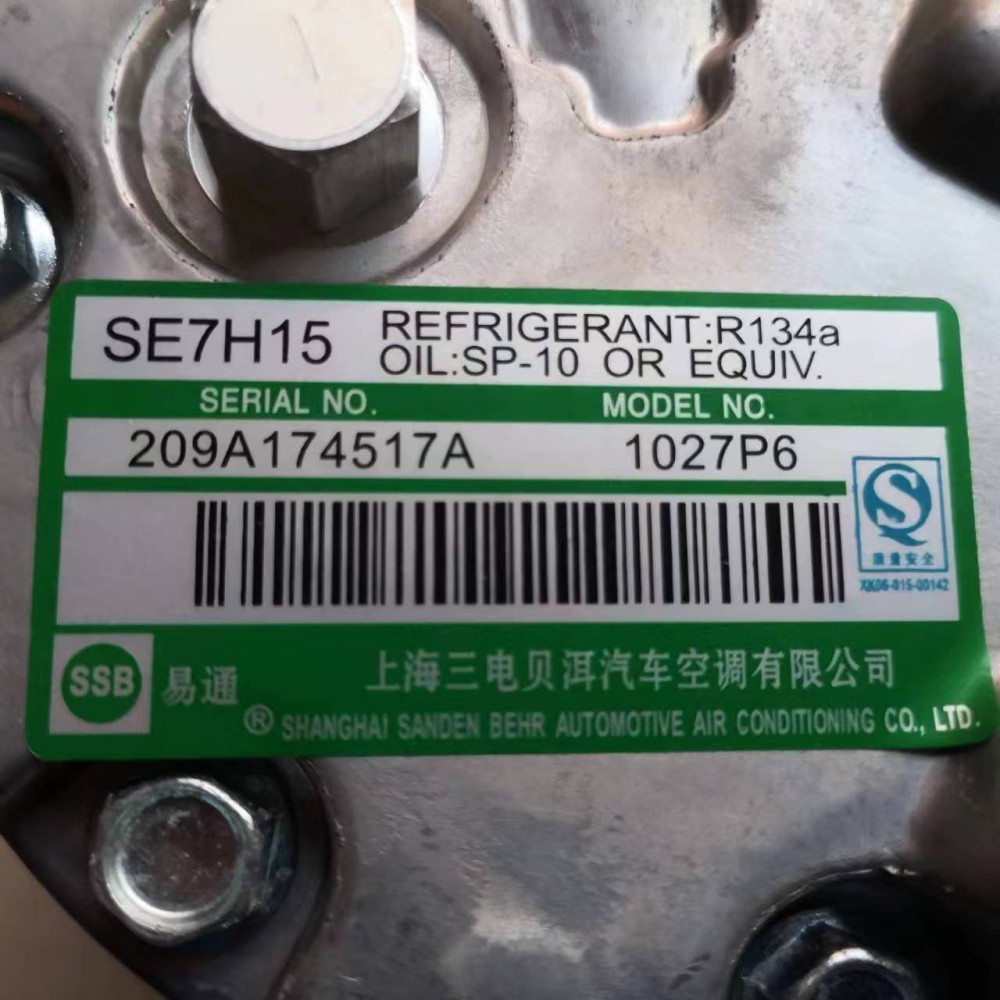 SE7H15
REFRIGERANT:R134a
OIL:SP-10 OR EQUIV.
SERIAL NO. MODEL NO.
209A174517A 1027P6
S
质量安全
XK06-015-00142
SSB 易通
上海三电贝洱汽车空调有限公司
® SHANGHAI SANDEN BEHR AUTOMOTIVE AIR CONDITIONING CO., LTD.